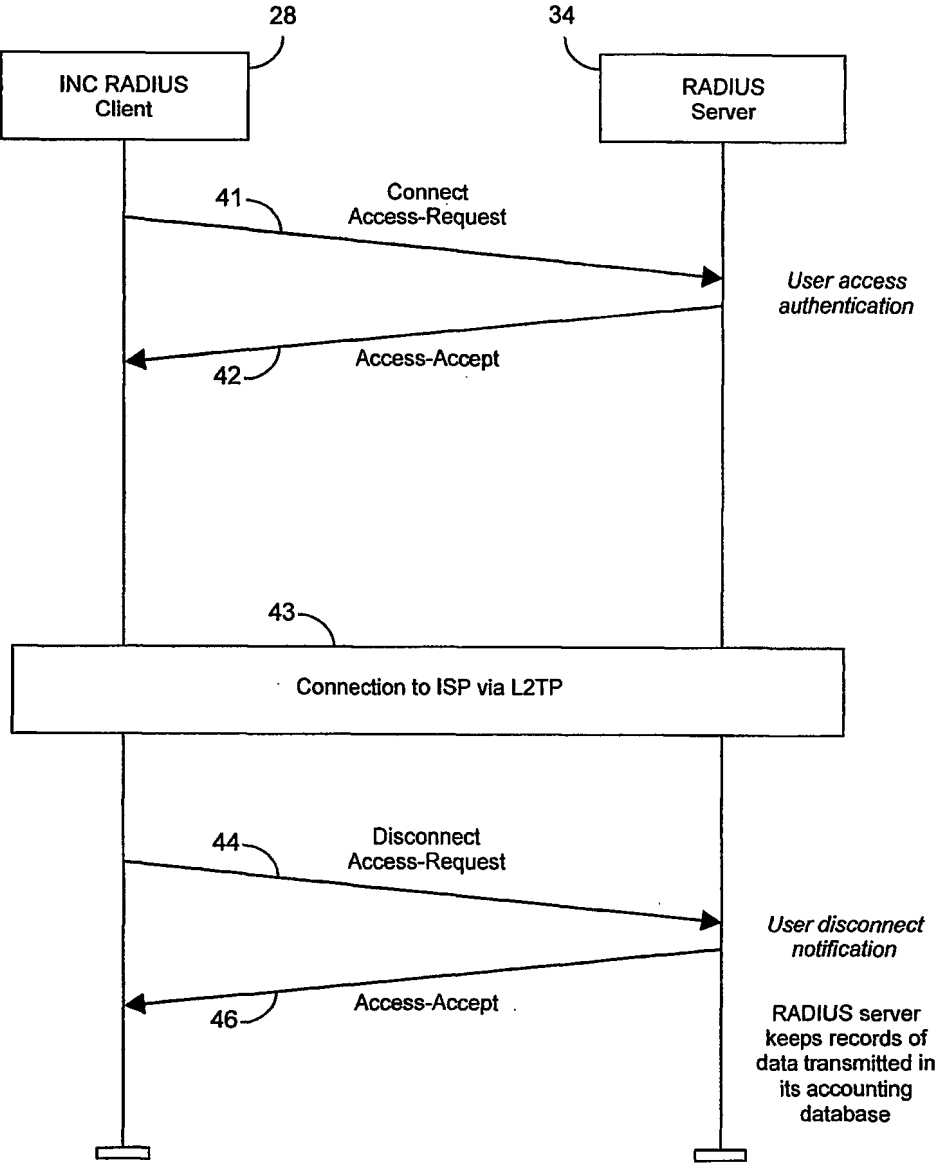 28
34
INC RADIUS
Client
RADIUS
Server
41
Connect
Access-Request
User access
authentication
42
Access-Accept
43
Connection to ISP via L2TP
44
Disconnect
Access-Request
User disconnect
notification
46
Access-Accept
RADIUS server
keeps records of
data transmitted in
its accounting
database